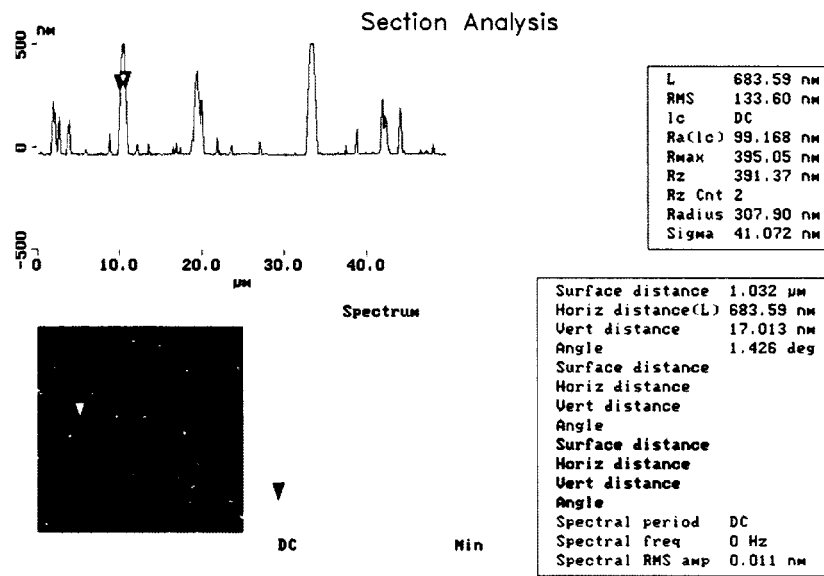 Section Analysis
nm
500
0
-500
0
10.0
20.0
30.0
40.0
µm
L 683.59 nm
RMS 133.60 nm
lc DC
Ra(lc) 99.168 nm
Rmax 395.05 nm
Rz 391.37 nm
Rz Cnt 2
Radius 307.90 nm
Sigma 41.072 nm
Spectrum
DC
Min
Surface distance 1.032 µm
Horiz distance(L) 683.59 nm
Vert distance 17.013 nm
Angle 1.426 deg
Surface distance
Horiz distance
Vert distance
Angle
Surface distance
Horiz distance
Vert distance
Angle
Spectral period DC
Spectral freq 0 Hz
Spectral RMS amp 0.011 nm